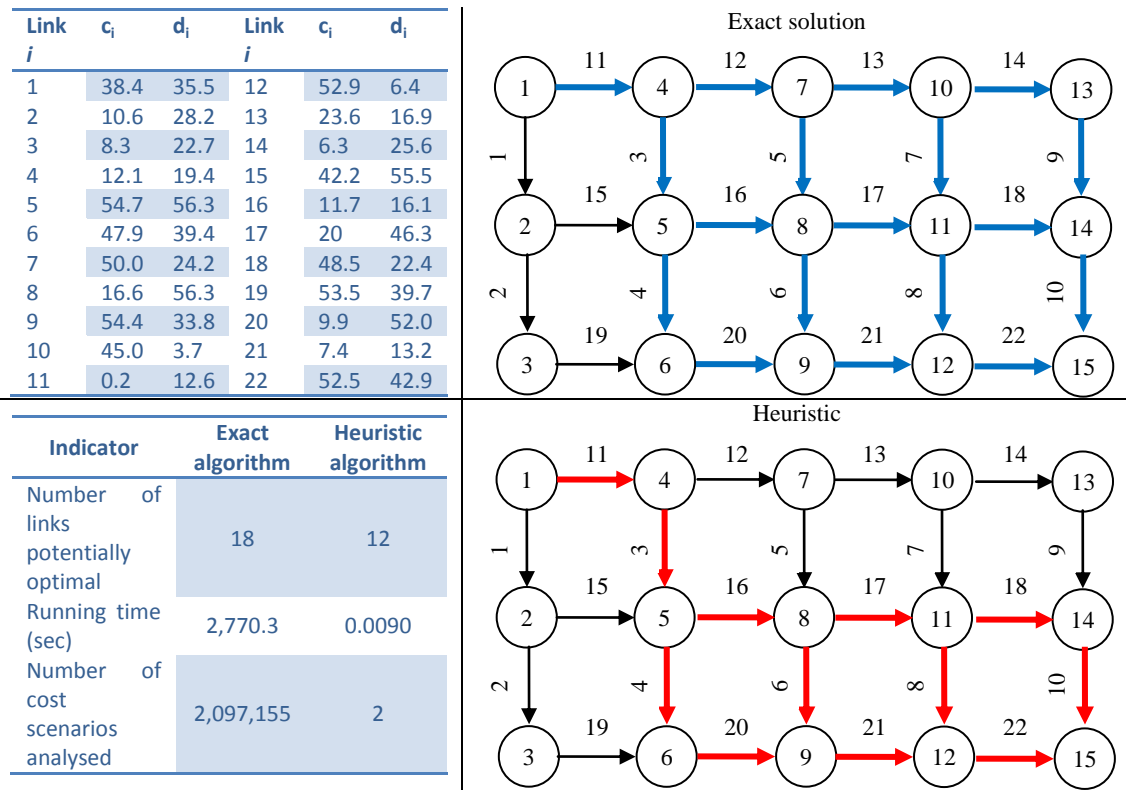 Link c_i d_i Link c_i d_i
i i
1 38.4 35.5 12 52.9 6.4
2 10.6 28.2 13 23.6 16.9
3 8.3 22.7 14 6.3 25.6
4 12.1 19.4 15 42.2 55.5
5 54.7 56.3 16 11.7 16.1
6 47.9 39.4 17 20 46.3
7 50.0 24.2 18 48.5 22.4
8 16.6 56.3 19 53.5 39.7
9 54.4 33.8 20 9.9 52.0
10 45.0 3.7 21 7.4 13.2
11 0.2 12.6 22 52.5 42.9
Exact solution
11 12 13 14
1 4 7 10 13
1 3 5 7 9
15 16 17 18
2 5 8 11 14
2 4 6 8 10
19 20 21 22
3 6 9 12 15
Indicator Exact algorithm Heuristic algorithm
Number of
links
potentially
optimal
18 12
Running time
(sec)
2,770.3 0.0090
Number of
cost
scenarios
analysed
2,097,155 2
Heuristic
11 12 13 14
1 4 7 10 13
1 3 5 7 9
15 16 17 18
2 5 8 11 14
2 4 6 8 10
19 20 21 22
3 6 9 12 15